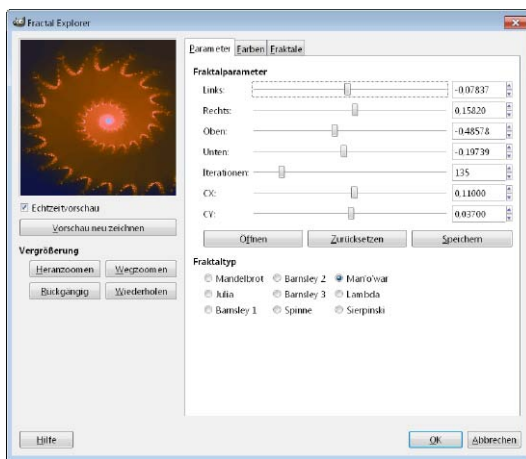 Fractal Explorer
Parameter Farben Fraktale
Fraktalparameter
Links: -0,07837
Rechts: 0,15820
Oben: -0,48578
Unten: -0,19739
Iterationen: 135
CX: 0,11000
CY: 0,03700
Öffnen Zurücksetzen Speichern
Echtzeitvorschau
Vorschau neu zeichnen
Vergrößerung
Heranzoomen Wegzoomen
Rückgängig Wiederholen
Fraktaltyp
Mandelbrot Barnsley 2 Man'o'war
Julia Barnsley 3 Lambda
Barnsley 1 Spinne Sierpinski
Hilfe OK Abbrechen